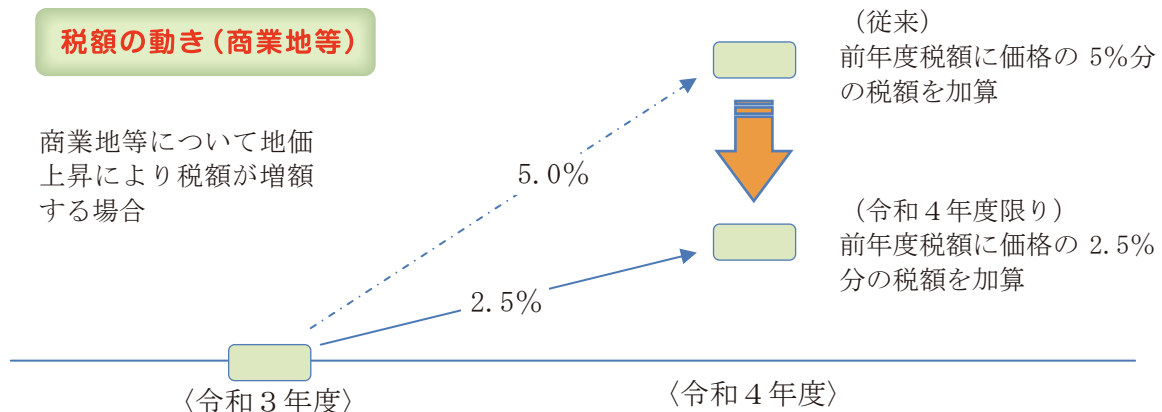 税額の動き（商業地等）
商業地等について地価
上昇により税額が増額
する場合
（従来）
前年度税額に価格の 5％分
の税額を加算
5.0％
（令和４年度限り）
前年度税額に価格の 2.5％
分の税額を加算
2.5％
〈令和３年度〉
〈令和４年度〉